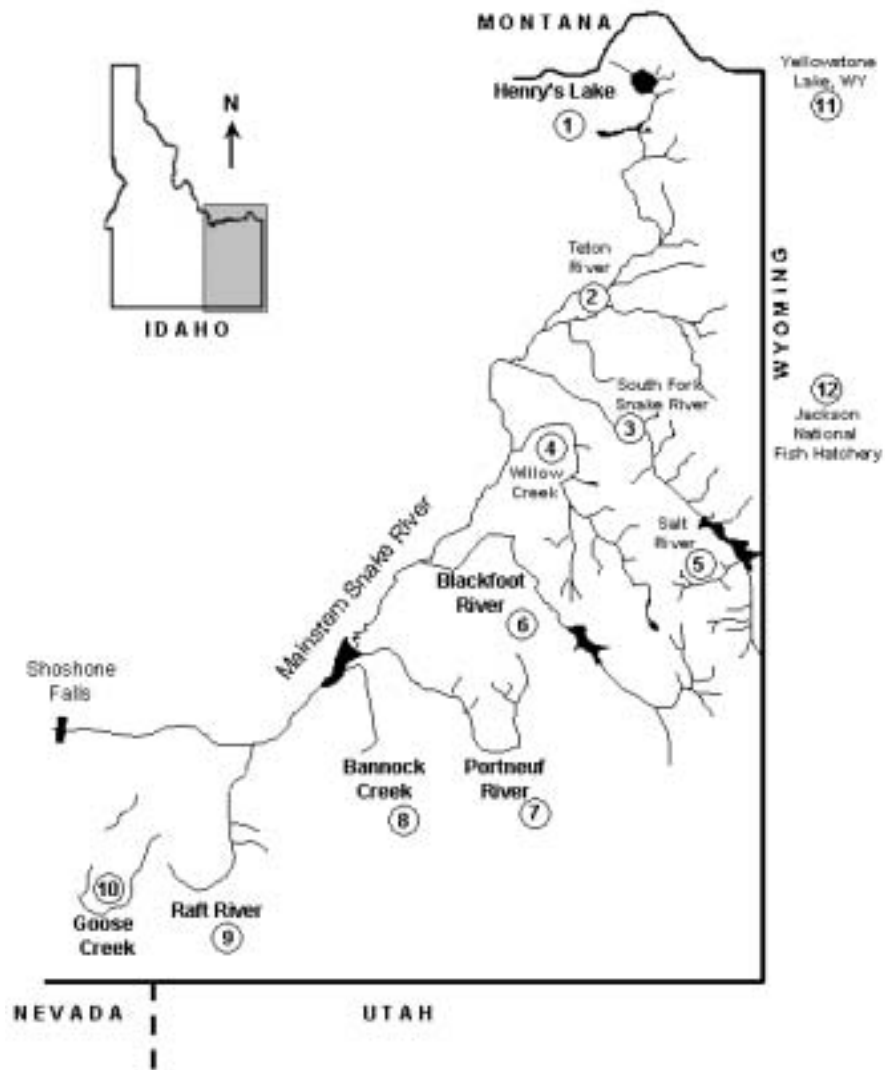 MONTANA
Yellowstone
Lake, WY
11
Henry's Lake
1
N
IDAHO
Teton
River
2
WYOMING
South Fork
Snake River
3
12
Jackson
National
Fish Hatchery
4
Willow
Creek
Salt
River
5
Mainstem Snake River
Blackfoot
River
6
Shoshone
Falls
Bannock
Creek
8
Portneuf
River
7
10
Goose
Creek
Raft River
9
NEVADA
UTAH